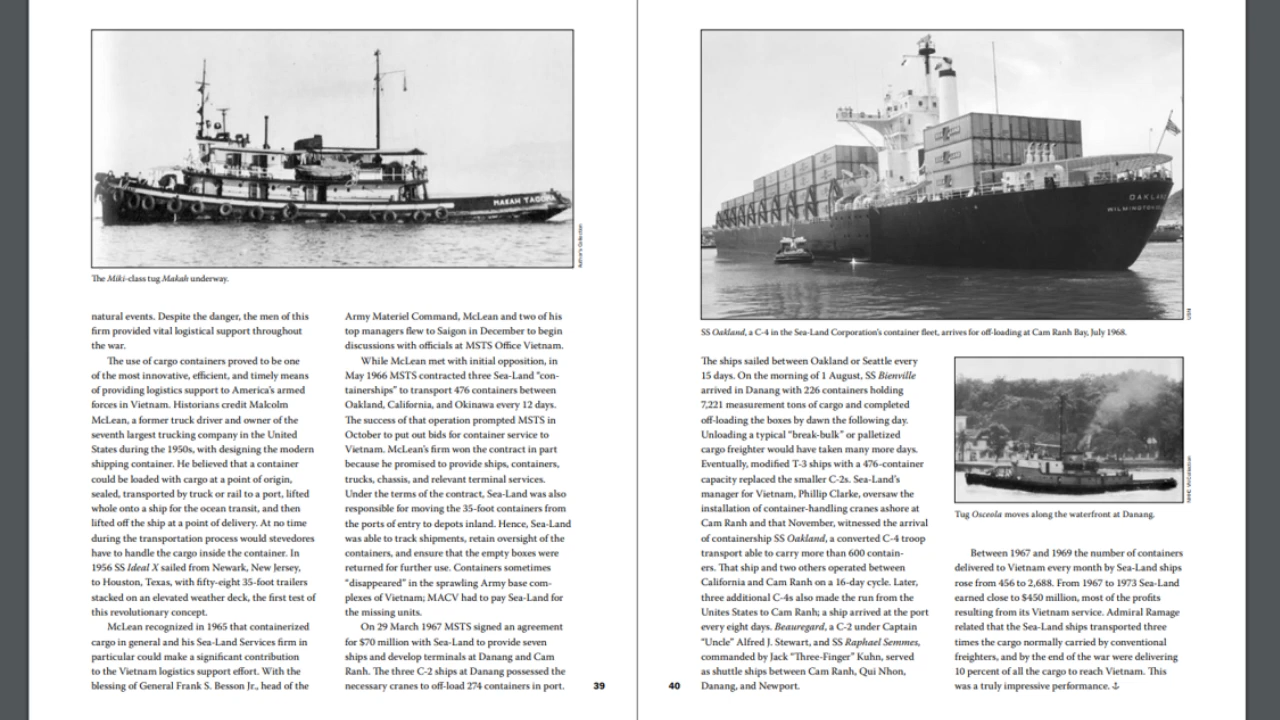 MAKAH TACOMA
Author's Collection
The Miki-class tug Makah underway.
natural events. Despite the danger, the men of this
firm provided vital logistical support throughout
the war.
The use of cargo containers proved to be one
of the most innovative, efficient, and timely means
of providing logistics support to America's armed
forces in Vietnam. Historians credit Malcolm
McLean, a former truck driver and owner of the
seventh largest trucking company in the United
States during the 1950s, with designing the modern
shipping container. He believed that a container
could be loaded with cargo at a point of origin,
sealed, transported by truck or rail to a port, lifted
whole onto a ship for the ocean transit, and then
lifted off the ship at a point of delivery. At no time
during the transportation process would stevedores
have to handle the cargo inside the container. In
1956 SS Ideal X sailed from Newark, New Jersey,
to Houston, Texas, with fifty-eight 35-foot trailers
stacked on an elevated weather deck, the first test of
this revolutionary concept.
McLean recognized in 1965 that containerized
cargo in general and his Sea-Land Services firm in
particular could make a significant contribution
to the Vietnam logistics support effort. With the
blessing of General Frank S. Besson Jr., head of the
Army Materiel Command, McLean and two of his
top managers flew to Saigon in December to begin
discussions with officials at MSTS Office Vietnam.
While McLean met with initial opposition, in
May 1966 MSTS contracted three Sea-Land "con-
tainerships" to transport 476 containers between
Oakland, California, and Okinawa every 12 days.
The success of that operation prompted MSTS in
October to put out bids for container service to
Vietnam. McLean's firm won the contract in part
because he promised to provide ships, containers,
trucks, chassis, and relevant terminal services.
Under the terms of the contract, Sea-Land was also
responsible for moving the 35-foot containers from
the ports of entry to depots inland. Hence, Sea-Land
was able to track shipments, retain oversight of the
containers, and ensure that the empty boxes were
returned for further use. Containers sometimes
"disappeared" in the sprawling Army base com-
plexes of Vietnam; MACV had to pay Sea-Land for
the missing units.
On 29 March 1967 MSTS signed an agreement
for $70 million with Sea-Land to provide seven
ships and develop terminals at Danang and Cam
Ranh. The three C-2 ships at Danang possessed the
necessary cranes to off-load 274 containers in port.
39
OAKLAND
WILMINGTON
USN
SS Oakland, a C-4 in the Sea-Land Corporation's container fleet, arrives for off-loading at Cam Ranh Bay, July 1968.
The ships sailed between Oakland or Seattle every
15 days. On the morning of 1 August, SS Bienville
arrived in Danang with 226 containers holding
7,221 measurement tons of cargo and completed
off-loading the boxes by dawn the following day.
Unloading a typical "break-bulk" or palletized
cargo freighter would have taken many more days.
Eventually, modified T-3 ships with a 476-container
capacity replaced the smaller C-2s. Sea-Land's
manager for Vietnam, Phillip Clarke, oversaw the
installation of container-handling cranes ashore at
Cam Ranh and that November, witnessed the arrival
of containership SS Oakland, a converted C-4 troop
transport able to carry more than 600 contain-
ers. That ship and two others operated between
California and Cam Ranh on a 16-day cycle. Later,
three additional C-4s also made the run from the
Unites States to Cam Ranh; a ship arrived at the port
every eight days. Beauregard, a C-2 under Captain
"Uncle" Alfred J. Stewart, and SS Raphael Semmes,
commanded by Jack "Three-Finger" Kuhn, served
as shuttle ships between Cam Ranh, Qui Nhon,
Danang, and Newport.
Tug Osceola moves along the waterfront at Danang.
Between 1967 and 1969 the number of containers
delivered to Vietnam every month by Sea-Land ships
rose from 456 to 2,688. From 1967 to 1973 Sea-Land
earned close to $450 million, most of the profits
resulting from its Vietnam service. Admiral Ramage
related that the Sea-Land ships transported three
times the cargo normally carried by conventional
freighters, and by the end of the war were delivering
10 percent of all the cargo to reach Vietnam. This
was a truly impressive performance.
40